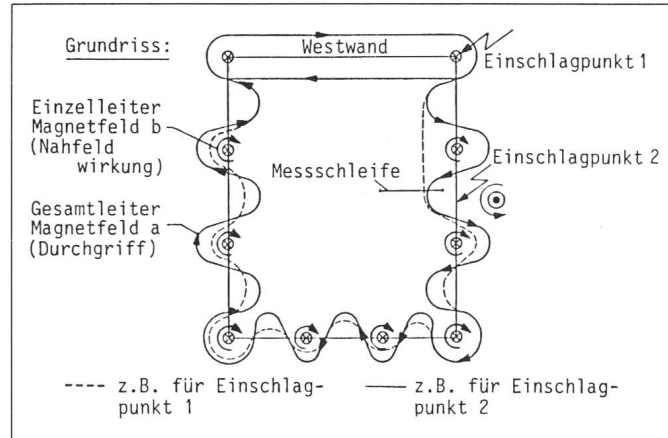 Grundriss:
Westwand
Einschlagpunkt 1
Einzelleiter
Magnetfeld b
(Nahfeld
wirkung)
Messschleife
Einschlagpunkt 2
Gesamtleiter
Magnetfeld a
(Durchgriff)
---- z.B. für Einschlag-
punkt 1
— z.B. für Einschlag-
punkt 2